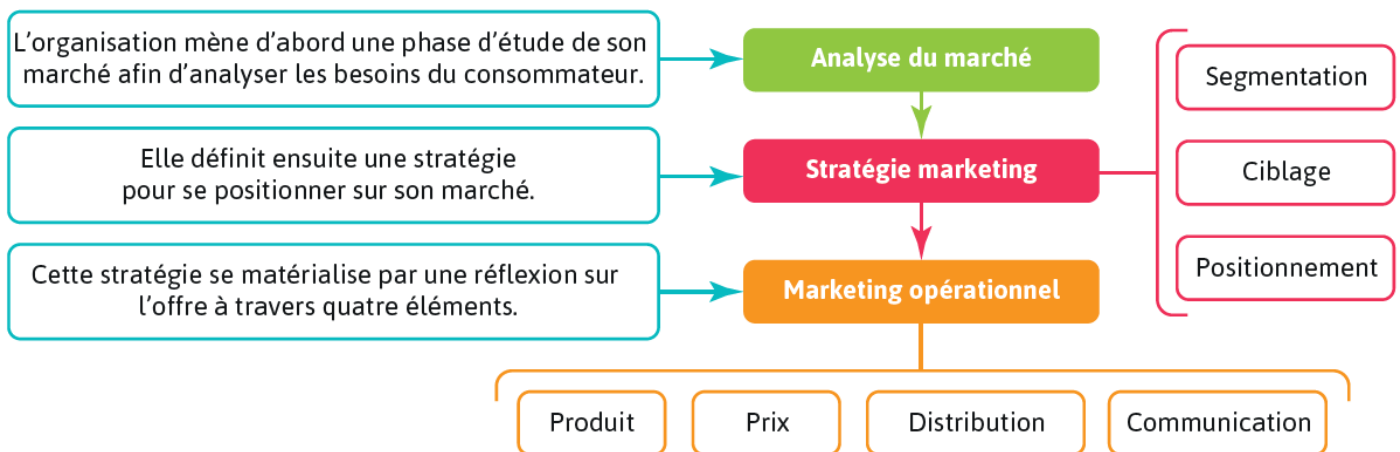 L'organisation mène d'abord une phase d'étude de son
marché afin d'analyser les besoins du consommateur.
Analyse du marché
Segmentation
Elle définit ensuite une stratégie
pour se positionner sur son marché.
Stratégie marketing
Ciblage
Positionnement
Cette stratégie se matérialise par une réflexion sur
l'offre à travers quatre éléments.
Marketing opérationnel
Produit
Prix
Distribution
Communication